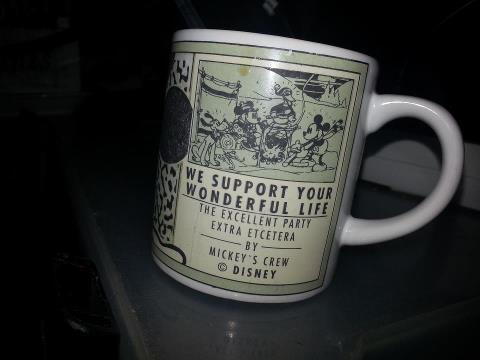 WE SUPPORT YOUR
WONDERFUL LIFE
THE EXCELLENT PARTY
EXTRA ETCETERA
BY
MICKEY'S CREW
© DISNEY